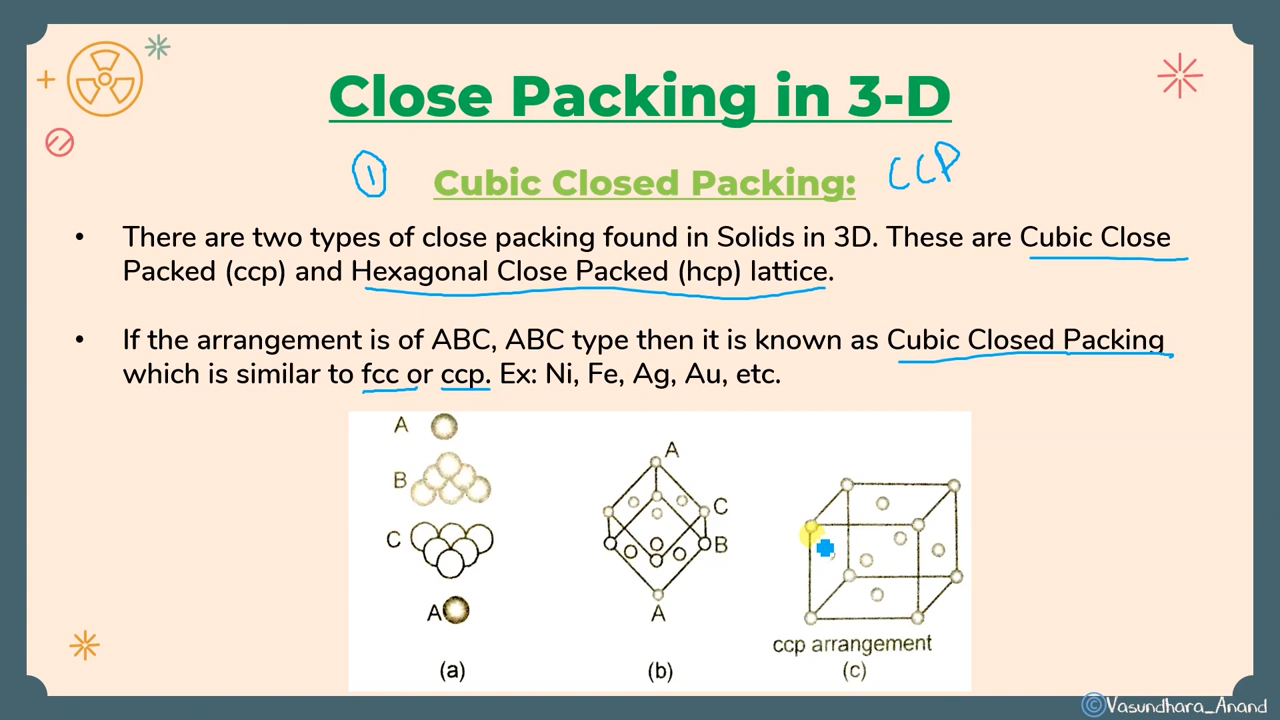 Close Packing in 3-D
① Cubic Closed Packing: CCP
• There are two types of close packing found in Solids in 3D. These are Cubic Close
Packed (ccp) and Hexagonal Close Packed (hcp) lattice.
• If the arrangement is of ABC, ABC type then it is known as Cubic Closed Packing
which is similar to fcc or ccp. Ex: Ni, Fe, Ag, Au, etc.
A
B
C
A
(a)
A
C
B
A
(b)
ccp arrangement
(c)
©Vasundhara_Anand